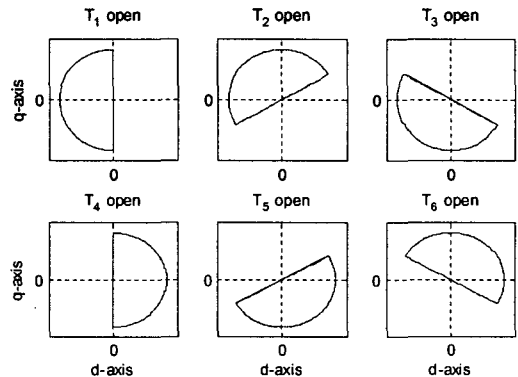 T1 open T2 open T3 open
q-axis 0 0 0
0 0 0
T4 open T5 open T6 open
q-axis 0 0 0
0 0 0
d-axis d-axis d-axis